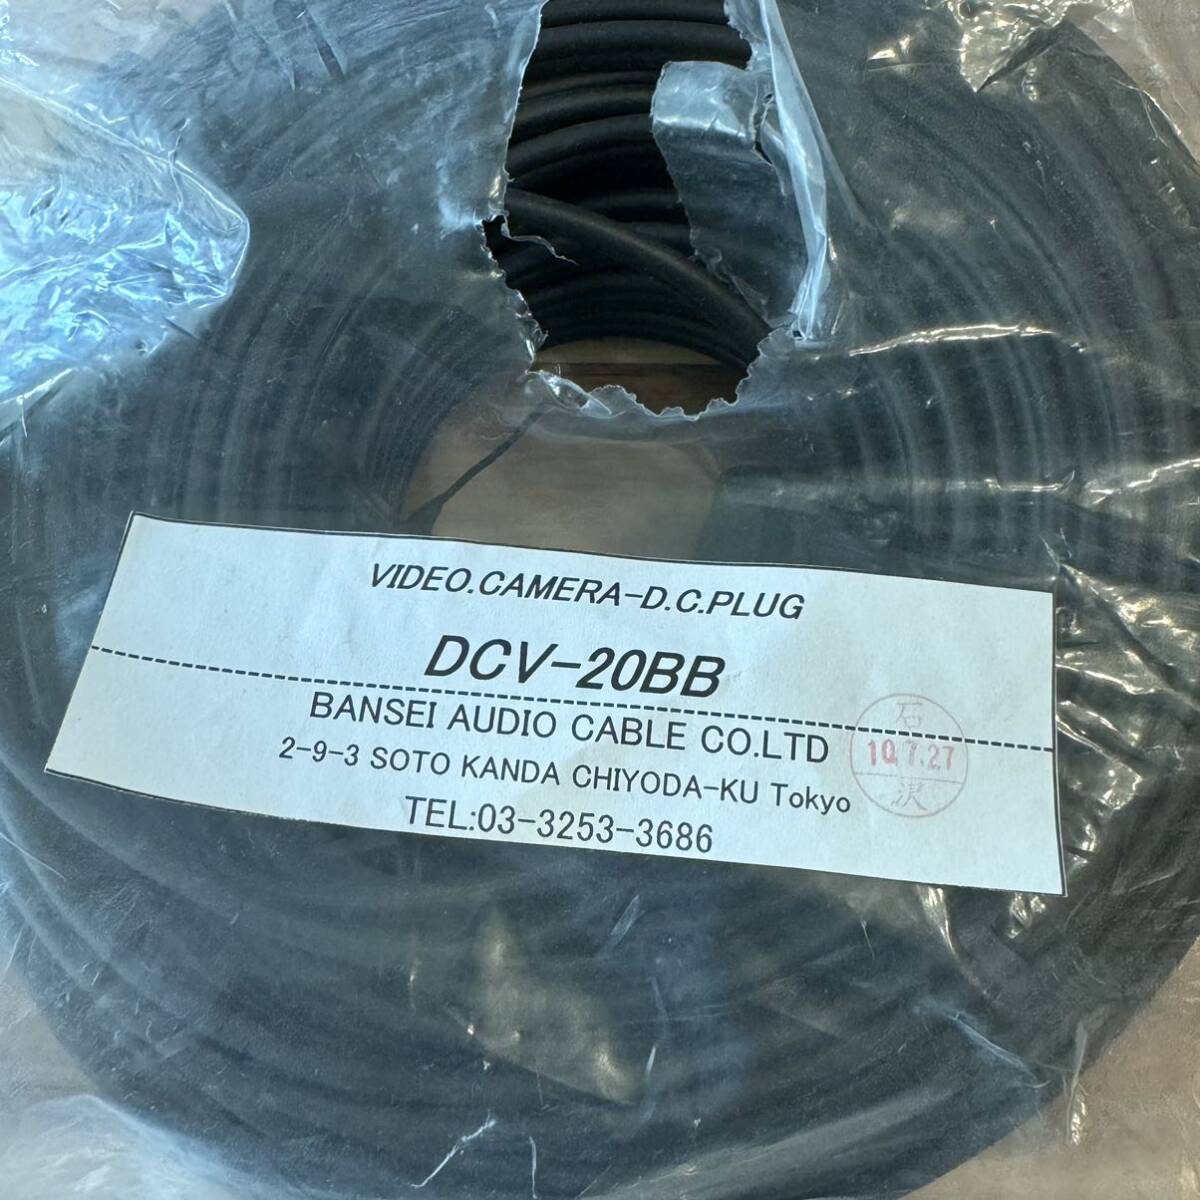 VIDEO.CAMERA-D.C.PLUG
DCV-20BB
BANSEI AUDIO CABLE CO.LTD
2-9-3 SOTO KANDA CHIYODA-KU Tokyo
TEL:03-3253-3686
石
10.7.27
沢